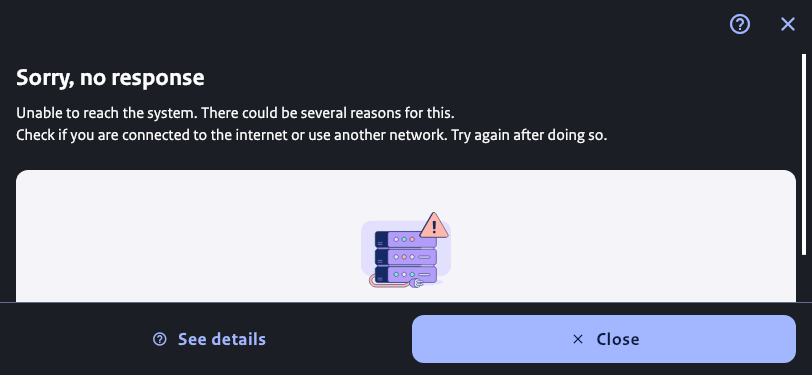 Sorry, no response
Unable to reach the system. There could be several reasons for this.
Check if you are connected to the internet or use another network. Try again after doing so.
See details
Close